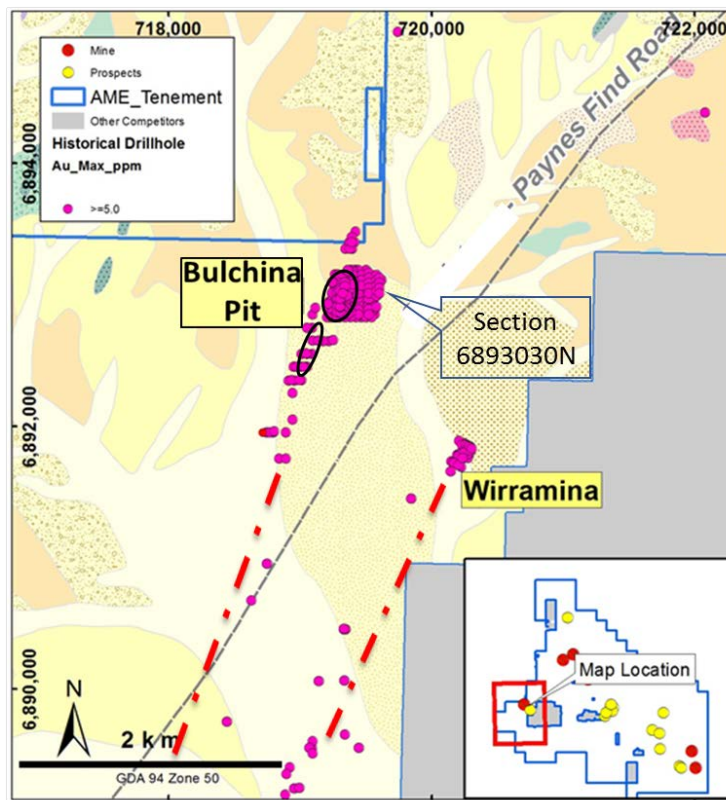 718,000
720,000
722,000
Mine
Prospects
AME_Tenement
Other Competitors
Historical Drillhole
Au_Max_ppm
>=5.0
Paynes Find Road
6,894,000
Bulchina
Pit
Section
6893030N
6,892,000
Wirramina
6,890,000
N
2 km
GDA 94 Zone 50
Map Location